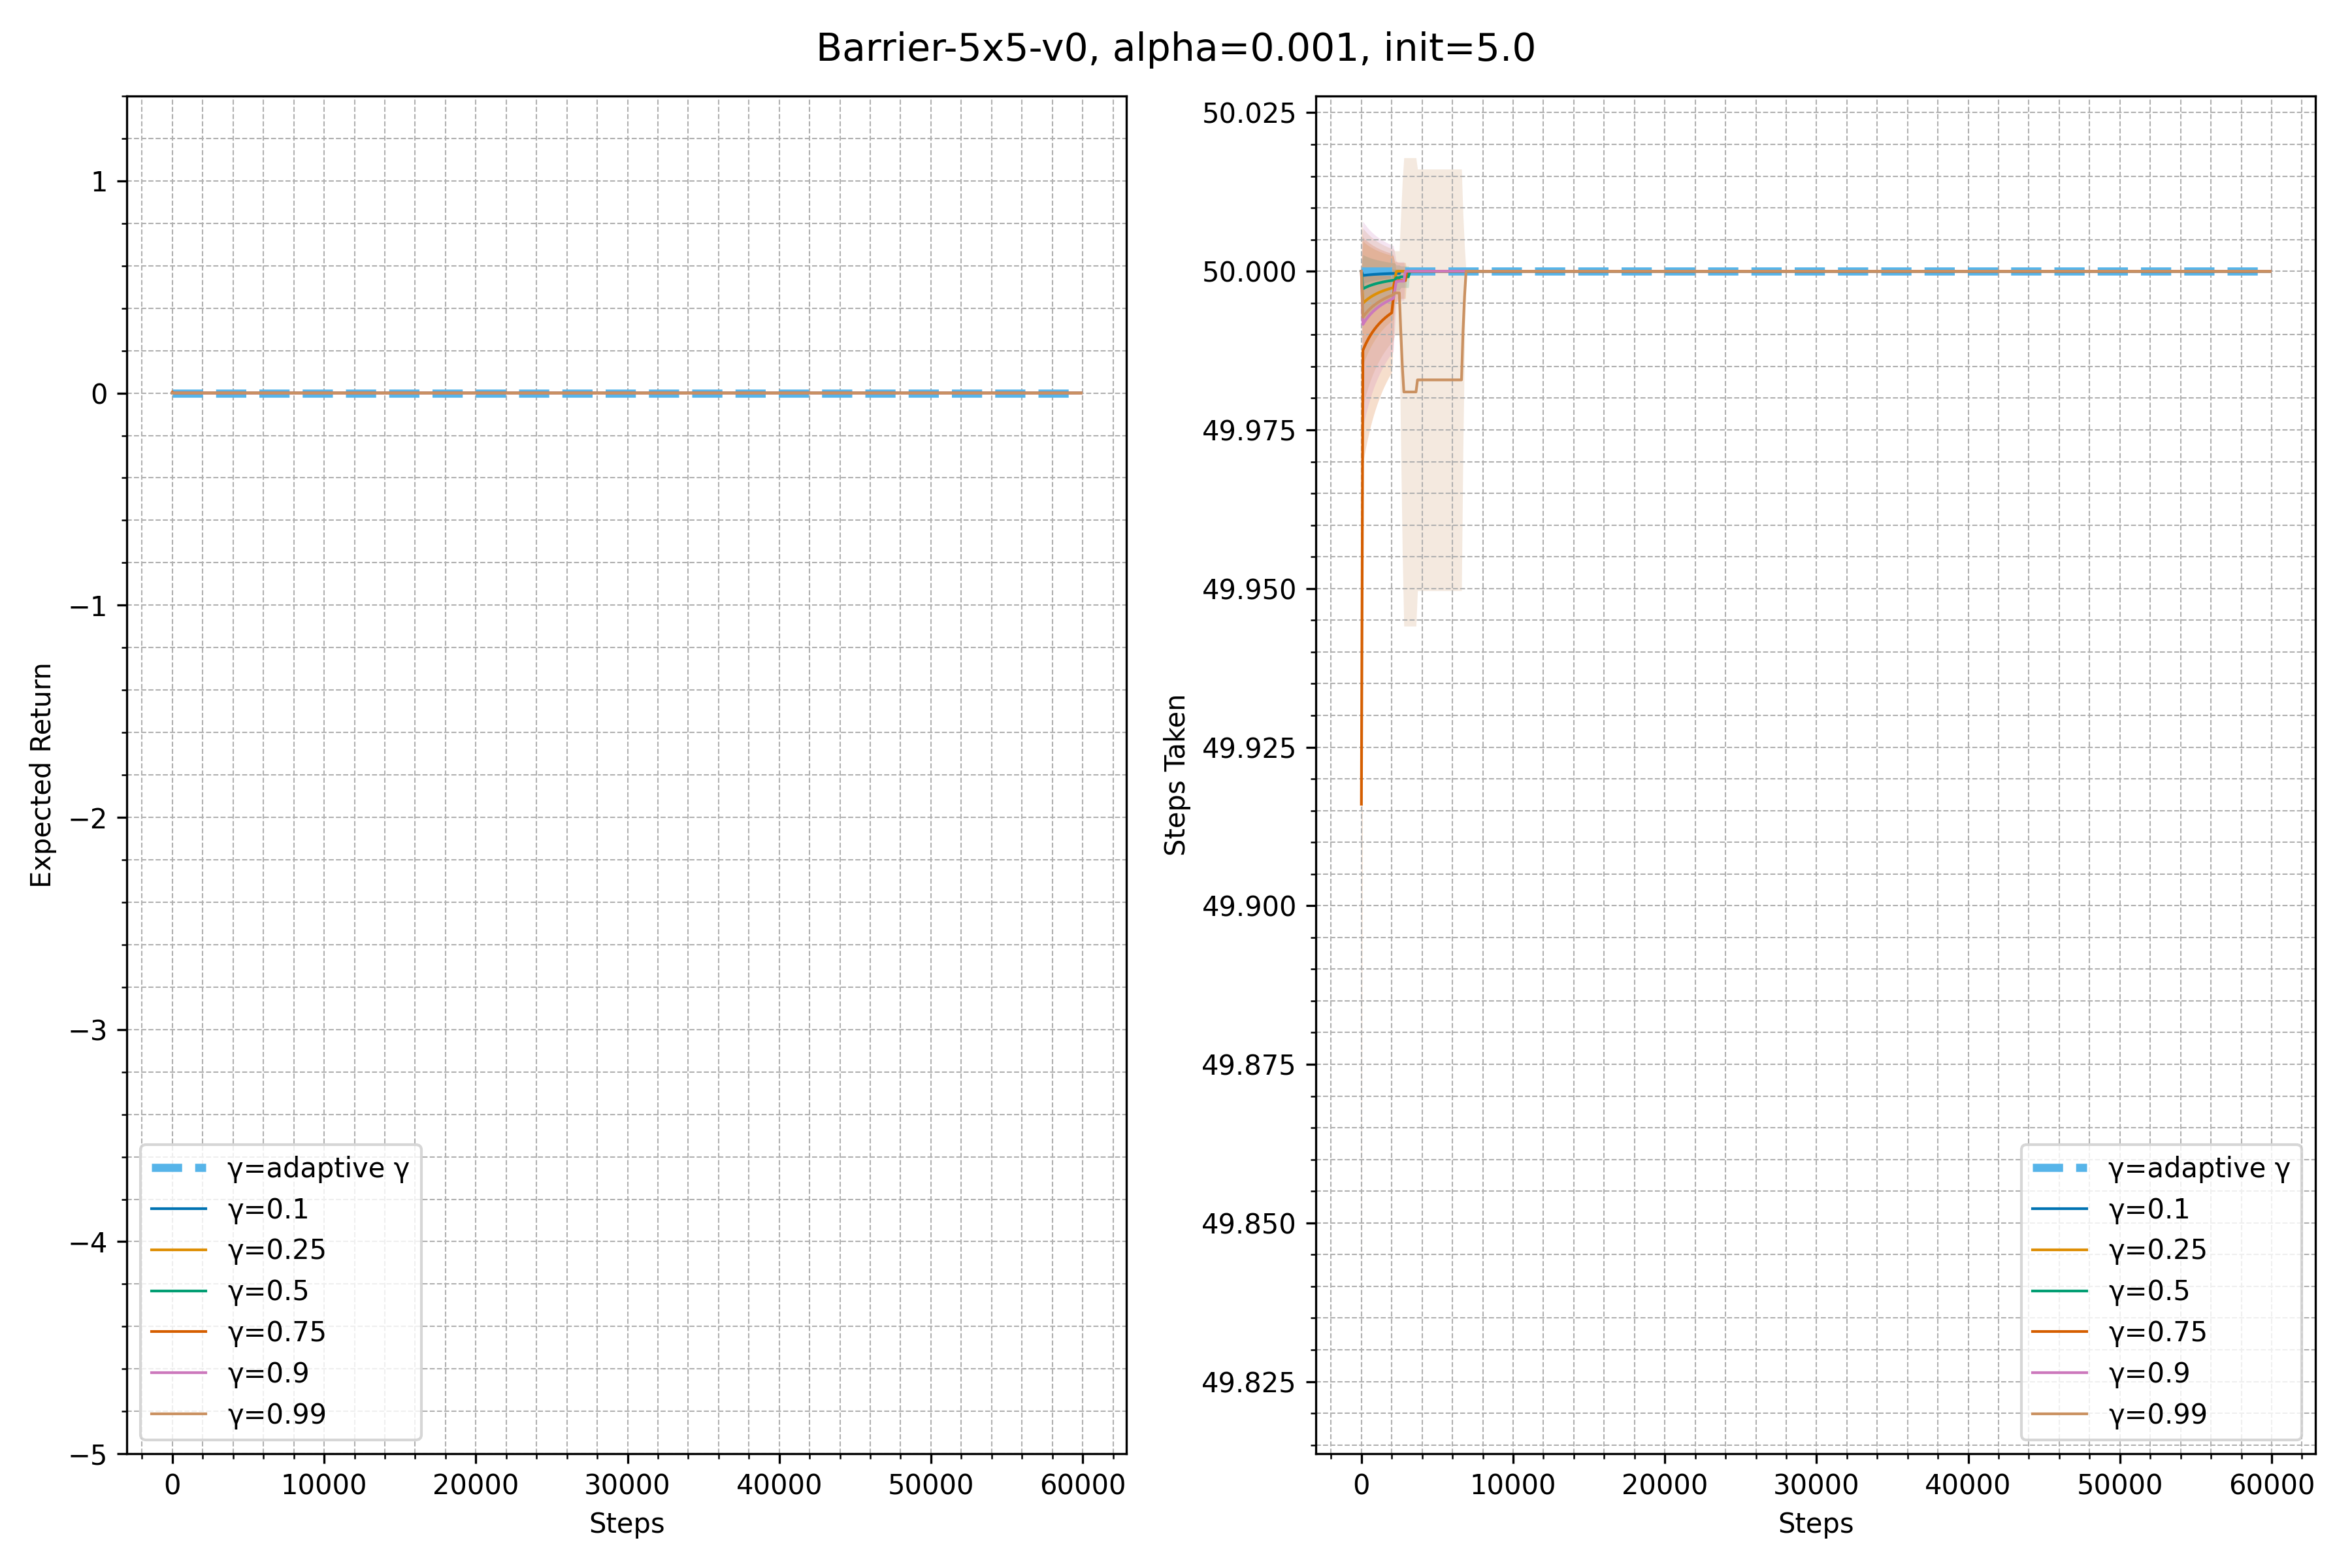 Barrier-5x5-v0, alpha=0.001, init=5.0
Expected Return
1
0
−1
−2
−3
−4
−5
γ=adaptive γ
γ=0.1
γ=0.25
γ=0.5
γ=0.75
γ=0.9
γ=0.99
0 10000 20000 30000 40000 50000 60000
Steps
Steps Taken
50.025
50.000
49.975
49.950
49.925
49.900
49.875
49.850
49.825
γ=adaptive γ
γ=0.1
γ=0.25
γ=0.5
γ=0.75
γ=0.9
γ=0.99
0 10000 20000 30000 40000 50000 60000
Steps